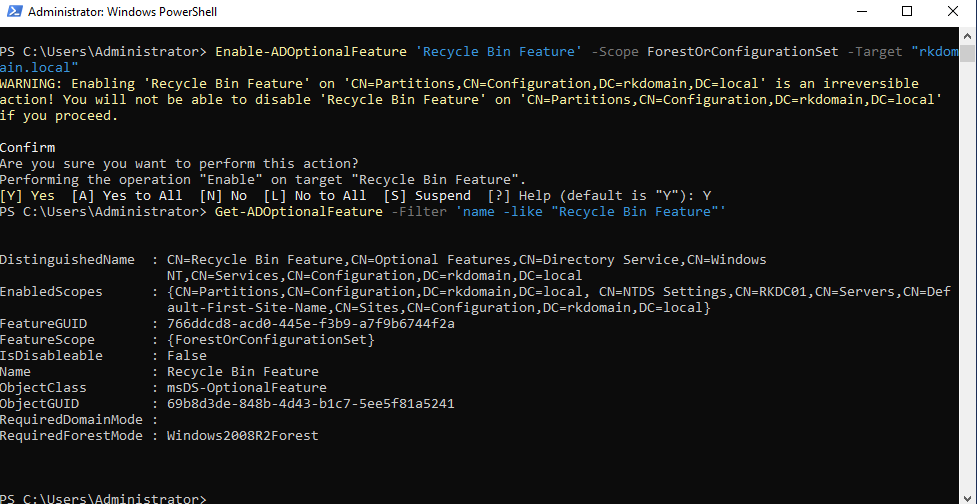 Administrator: Windows PowerShell
PS C:\Users\Administrator> Enable-ADOptionalFeature 'Recycle Bin Feature' -Scope ForestOrConfigurationSet -Target "rkdom
ain.local"
WARNING: Enabling 'Recycle Bin Feature' on 'CN=Partitions,CN=Configuration,DC=rkdomain,DC=local' is an irreversible
action! You will not be able to disable 'Recycle Bin Feature' on 'CN=Partitions,CN=Configuration,DC=rkdomain,DC=local'
if you proceed.
Confirm
Are you sure you want to perform this action?
Performing the operation "Enable" on target "Recycle Bin Feature".
[Y] Yes  [A] Yes to All  [N] No  [L] No to All  [S] Suspend  [?] Help (default is "Y"): Y
PS C:\Users\Administrator> Get-ADOptionalFeature -Filter 'name -like "Recycle Bin Feature"'
DistinguishedName  : CN=Recycle Bin Feature,CN=Optional Features,CN=Directory Service,CN=Windows
NT,CN=Services,CN=Configuration,DC=rkdomain,DC=local
EnabledScopes      : {CN=Partitions,CN=Configuration,DC=rkdomain,DC=local, CN=NTDS Settings,CN=RKDC01,CN=Servers,CN=Def
ault-First-Site-Name,CN=Sites,CN=Configuration,DC=rkdomain,DC=local}
FeatureGUID        : 766ddcd8-acd0-445e-f3b9-a7f9b6744f2a
FeatureScope       : {ForestOrConfigurationSet}
IsDisableable      : False
Name               : Recycle Bin Feature
ObjectClass        : msDS-OptionalFeature
ObjectGUID         : 69b8d3de-848b-4d43-b1c7-5ee5f81a5241
RequiredDomainMode :
RequiredForestMode : Windows2008R2Forest
PS C:\Users\Administrator>